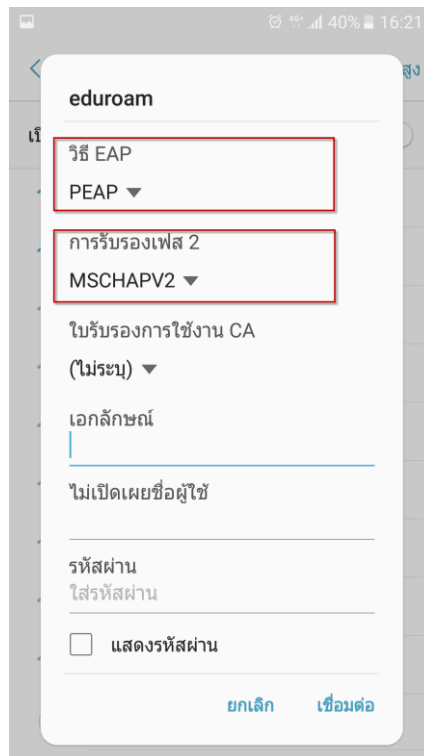 40% 16:21
สูง
eduroam
เปิ
วิธี EAP
PEAP
การรับรองเฟส 2
MSCHAPV2
ใบรับรองการใช้งาน CA
(ไม่ระบุ)
เอกลักษณ์
ไม่เปิดเผยชื่อผู้ใช้
รหัสผ่าน
ใส่รหัสผ่าน
แสดงรหัสผ่าน
ยกเลิก เชื่อมต่อ